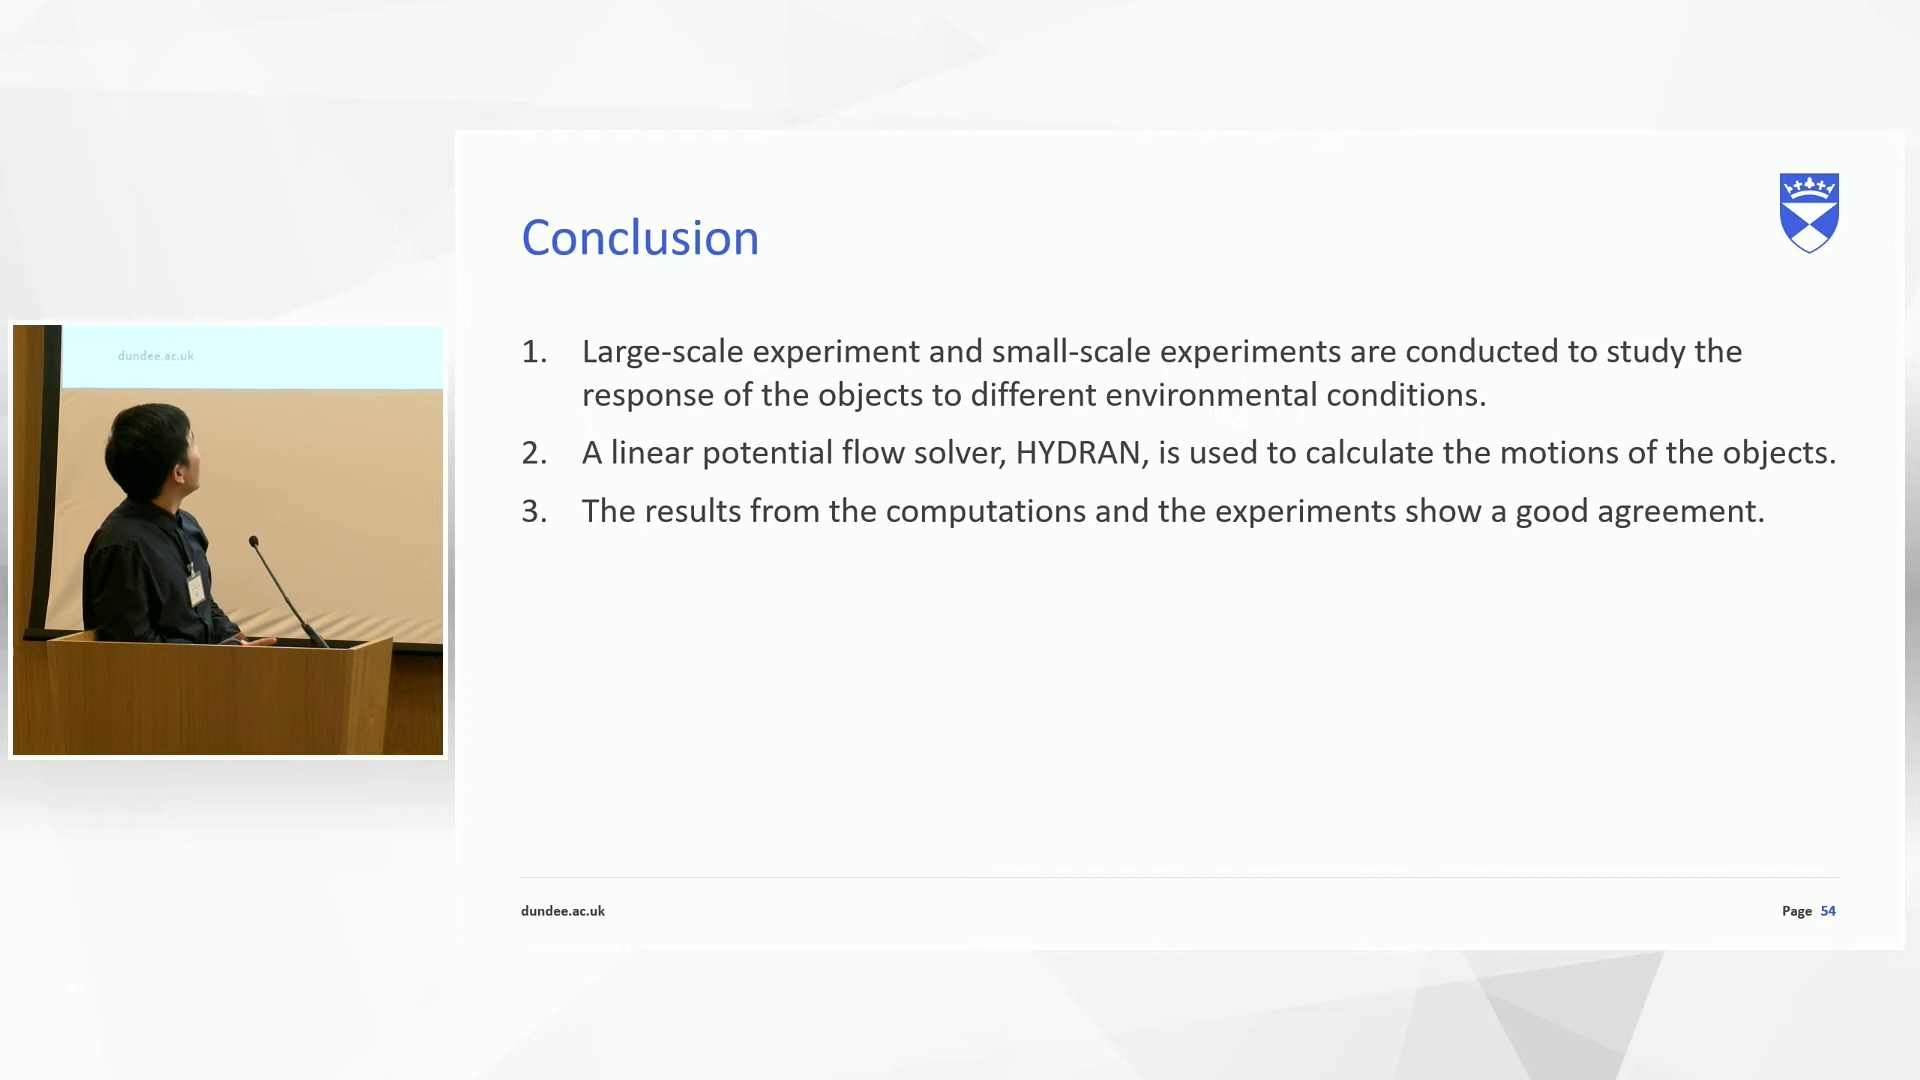 Conclusion
1. Large-scale experiment and small-scale experiments are conducted to study the
response of the objects to different environmental conditions.
2. A linear potential flow solver, HYDRAN, is used to calculate the motions of the objects.
3. The results from the computations and the experiments show a good agreement.
dundee.ac.uk
Page 54
dundee.ac.uk